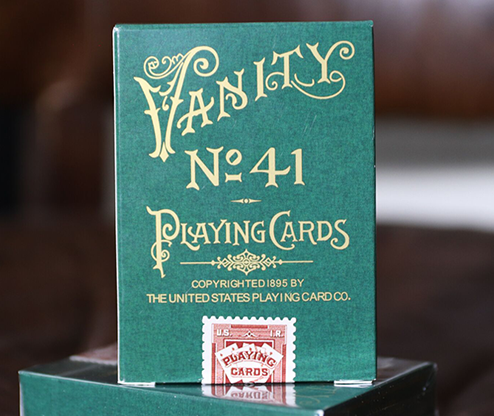 VANITY
No 41
PLAYING CARDS
COPYRIGHTED 1895 BY
THE UNITED STATES PLAYING CARD CO.
U.S. I.R.
PLAYING
CARDS